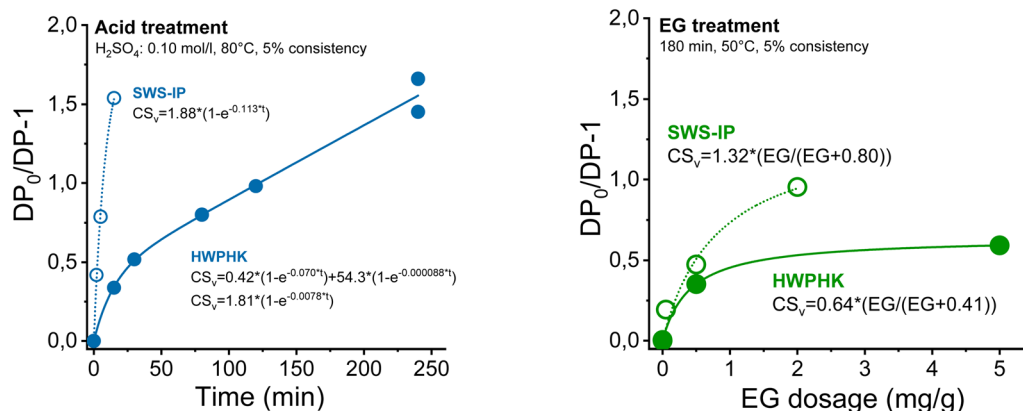 Acid treatment
H₂SO₄: 0.10 mol/l, 80°C, 5% consistency
SWS-IP
CSᵥ=1.88*(1-e^-0.113*t)
HWPHK
CSᵥ=0.42*(1-e^-0.070*t)+54.3*(1-e^-0.000088*t)
CSᵥ=1.81*(1-e^-0.0078*t)
DP₀/DP-1
2,0
1,5
1,0
0,5
0,0
0 50 100 150 200 250
Time (min)
EG treatment
180 min, 50°C, 5% consistency
SWS-IP
CSᵥ=1.32*(EG/(EG+0.80))
HWPHK
CSᵥ=0.64*(EG/(EG+0.41))
DP₀/DP-1
2,0
1,5
1,0
0,5
0,0
0 1 2 3 4 5
EG dosage (mg/g)